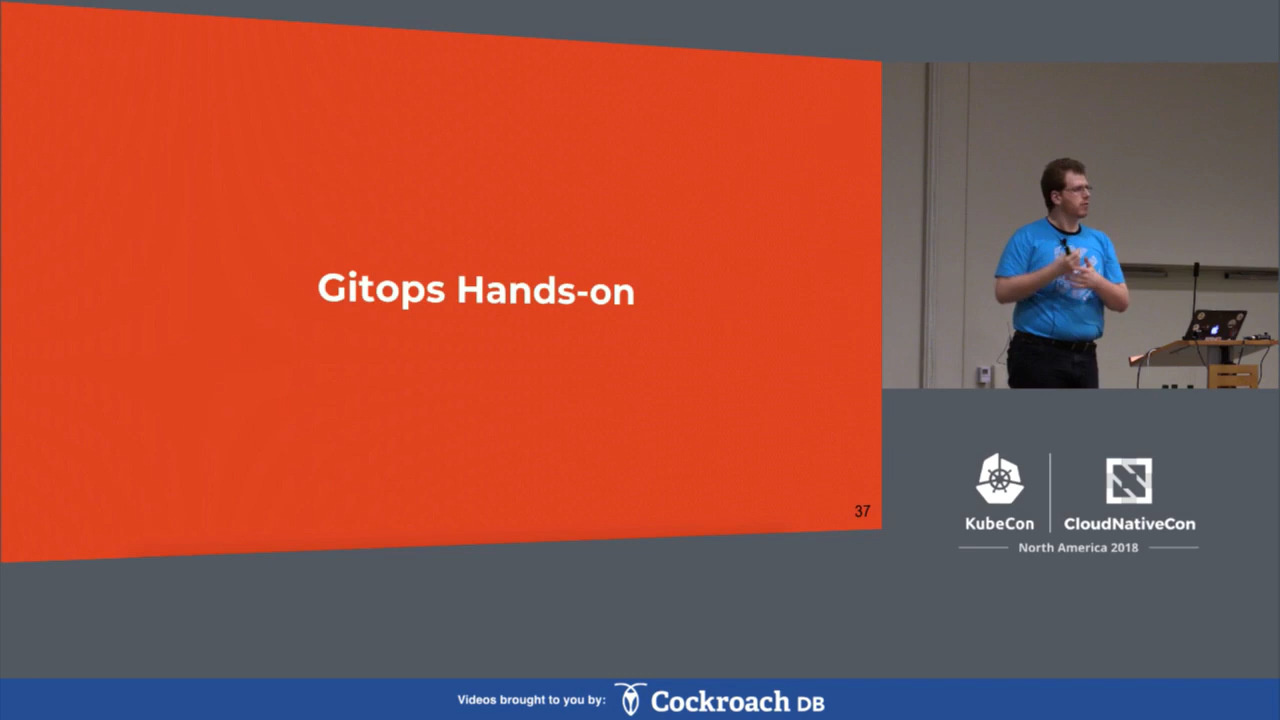 Gitops Hands-on
37
KubeCon
CloudNativeCon
North America 2018
Videos brought to you by:
Cockroach DB